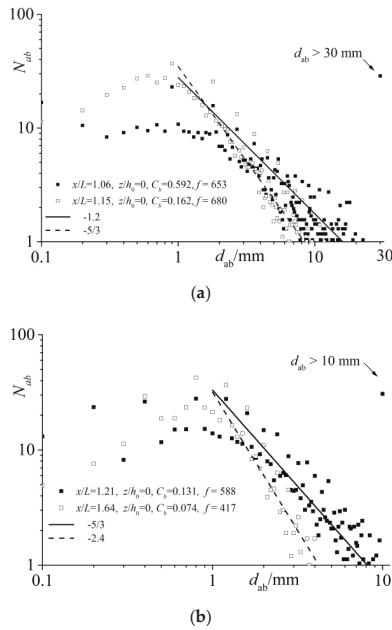 (a)
100
10
1
N_ab
d_ab > 30 mm
x/L=1.06, z/h_0=0, C_b=0.592, f = 653
x/L=1.15, z/h_0=0, C_b=0.162, f = 680
-1.2
-5/3
0.1 1 10 30
d_ab/mm
(a)
100
10
1
N_ab
d_ab > 10 mm
x/L=1.21, z/h_0=0, C_b=0.131, f = 588
x/L=1.64, z/h_0=0, C_b=0.074, f = 417
-5/3
-2.4
0.1 1 10
d_ab/mm
(b)